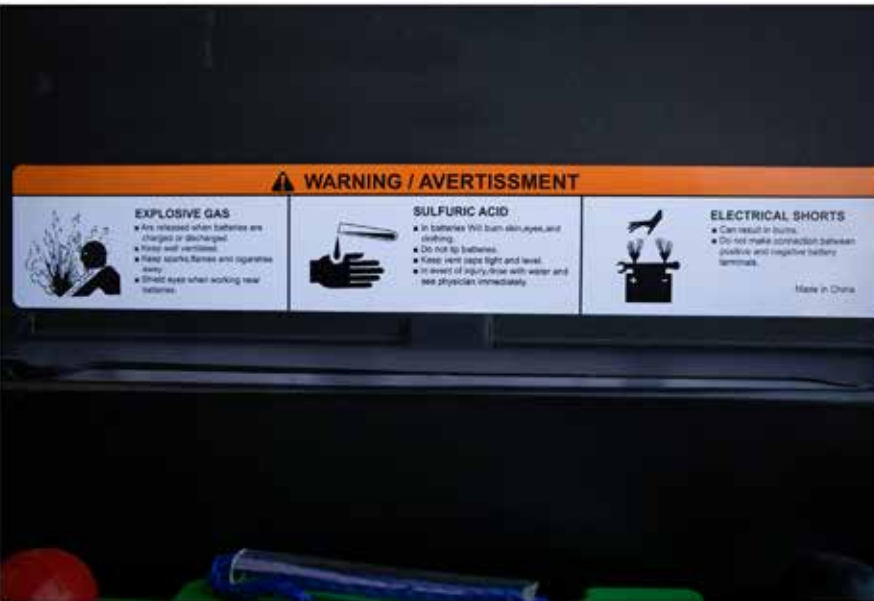 WARNING / AVERTISSMENT
EXPLOSIVE GAS
■ Are released when batteries are
charged or discharged
■ Keep wall ventilated.
■ Keep sparks,flames and cigarettes
away
■ Shield eyes when working near
batteries.
SULFURIC ACID
■ In batteries Will burn skin,eyes,and
clothing.
■ Do not tip batteries.
■ Keep vent caps tight and level.
■ In event of injury,rinse with water and
see physician immediately.
ELECTRICAL SHORTS
■ Can result in burns.
■ Do not make connection between
positive and negative battery
terminals.
Made in China